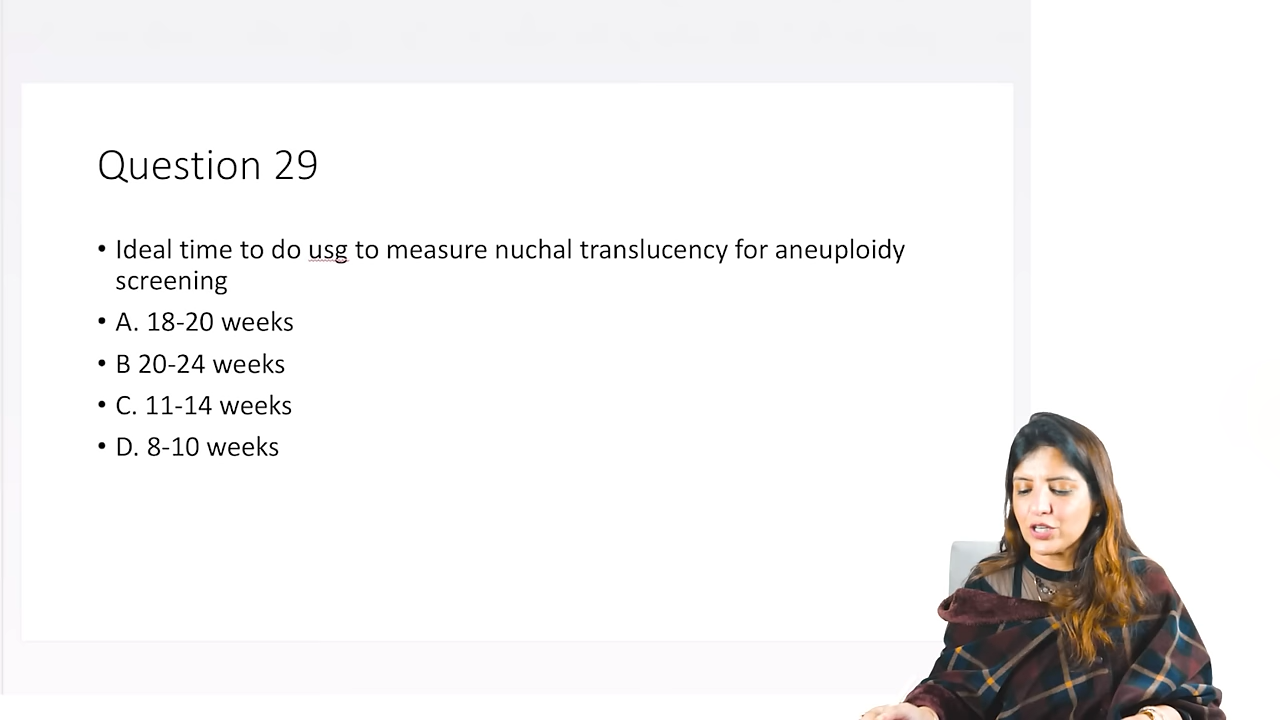 Question 29
• Ideal time to do usg to measure nuchal translucency for aneuploidy
screening
• A. 18-20 weeks
• B 20-24 weeks
• C. 11-14 weeks
• D. 8-10 weeks